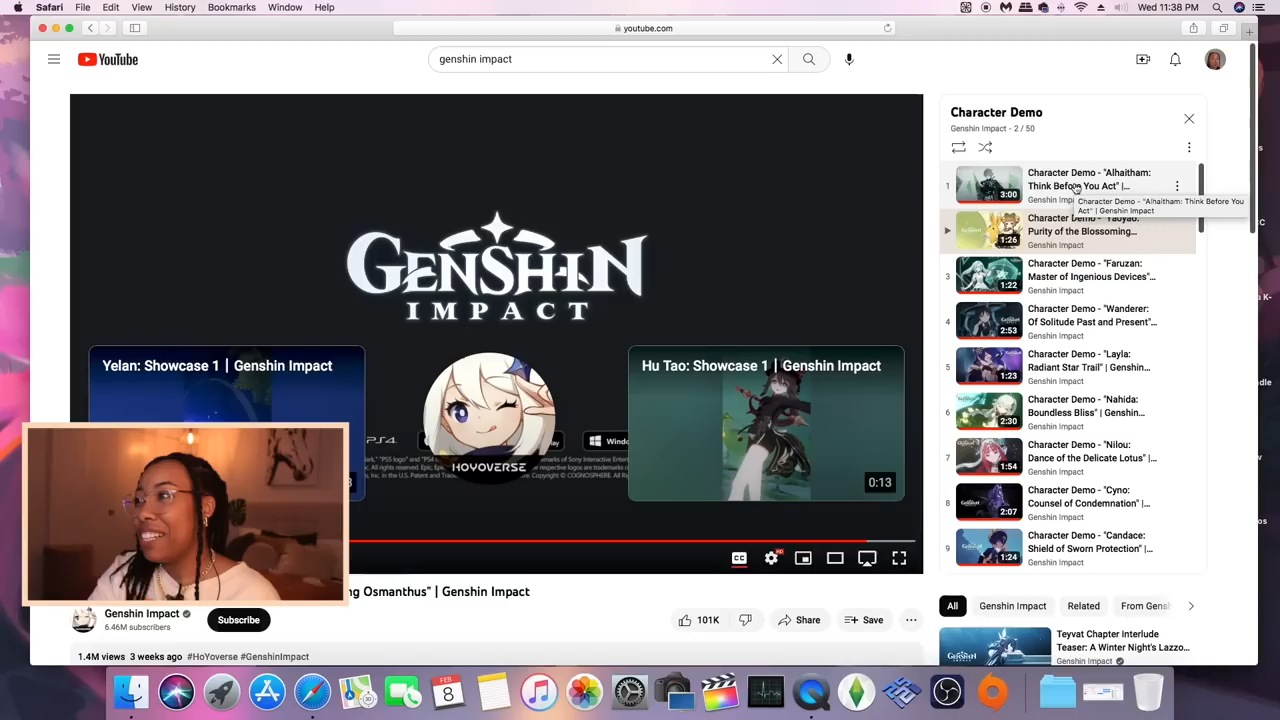 Safari File Edit View History Bookmarks Window Help
Wed 11:38 PM
youtube.com
YouTube
genshin impact
GENSHIN
IMPACT
Yelan: Showcase 1 | Genshin Impact
Hu Tao: Showcase 1 | Genshin Impact
HOYOVERSE
0:13
CC
HD
ng Osmanthus" | Genshin Impact
Genshin Impact
6.46M subscribers
Subscribe
101K
Share
Save
1.4M views 3 weeks ago #HoYoverse #GenshinImpact
Character Demo
Genshin Impact - 2 / 50
1
3:00
Character Demo - "Alhaitham:
Think Before You Act" |...
Character Demo - "Alhaitham: Think Before You
Act" | Genshin Impact
1:26
Character Demo - "Yaoyao:
Purity of the Blossoming...
Genshin Impact
3
1:22
Character Demo - "Faruzan:
Master of Ingenious Devices"...
Genshin Impact
4
2:53
Character Demo - "Wanderer:
Of Solitude Past and Present"...
Genshin Impact
5
1:23
Character Demo - "Layla:
Radiant Star Trail" | Genshin...
Genshin Impact
6
2:30
Character Demo - "Nahida:
Boundless Bliss" | Genshin...
Genshin Impact
7
1:54
Character Demo - "Nilou:
Dance of the Delicate Lotus" |...
Genshin Impact
8
2:07
Character Demo - "Cyno:
Counsel of Condemnation" |...
Genshin Impact
9
1:24
Character Demo - "Candace:
Shield of Sworn Protection" |...
Genshin Impact
All Genshin Impact Related From Gensh
Teyvat Chapter Interlude
Teaser: A Winter Night's Lazzo...
Genshin Impact
FEB
8